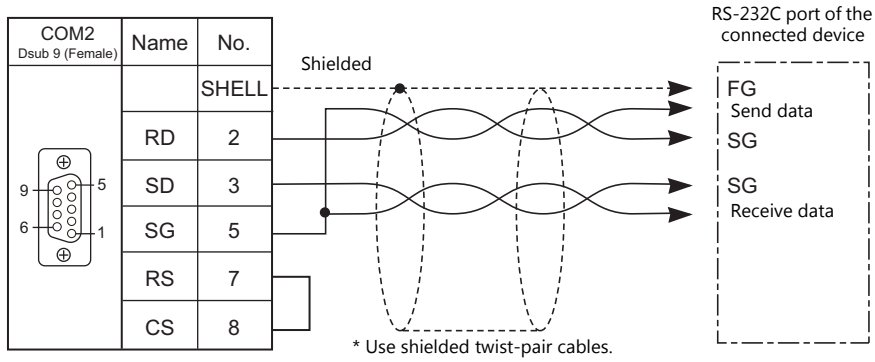 COM2
Dsub 9 (Female)
Name
No.
RS-232C port of the
connected device
Shielded
SHELL
FG
Send data
RD
2
SG
9
5
SD
3
SG
6
1
SG
5
Receive data
RS
7
CS
8
* Use shielded twist-pair cables.